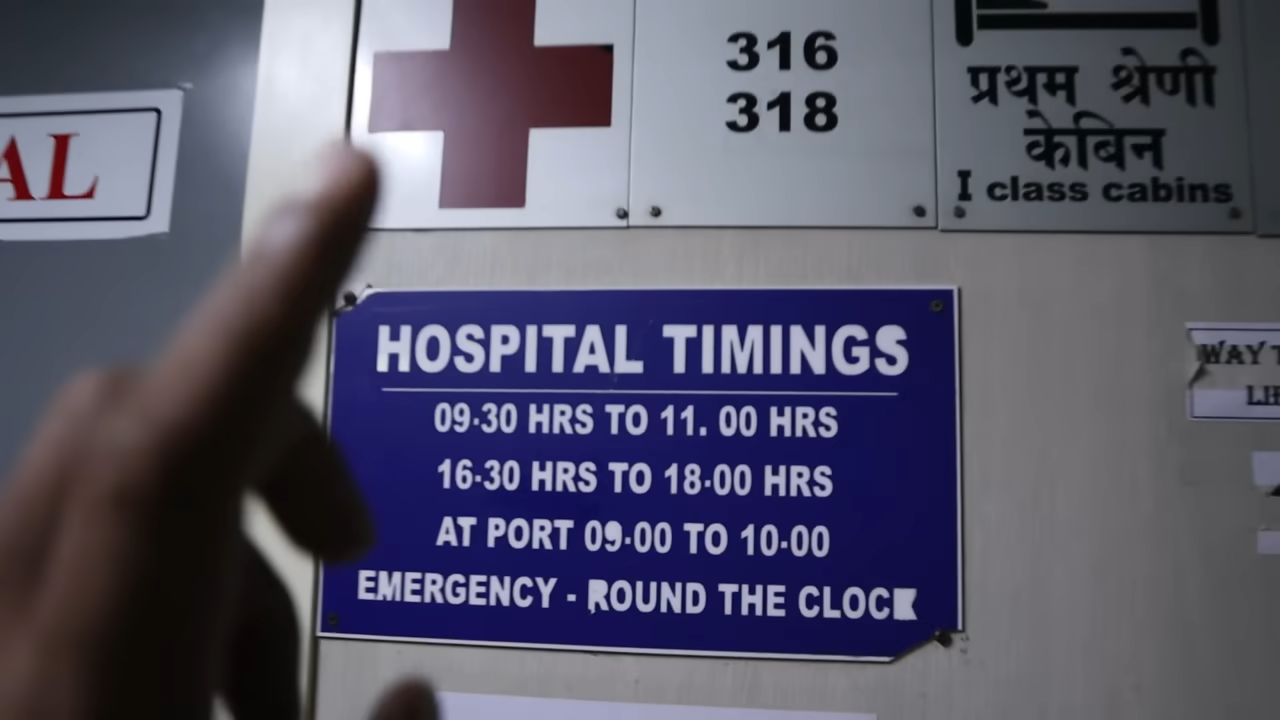 AL
316
318
प्रथम श्रेणी
केबिन
I class cabins
HOSPITAL TIMINGS
09·30 HRS TO 11. 00 HRS
16·30 HRS TO 18·00 HRS
AT PORT 09·00 TO 10·00
EMERGENCY - ROUND THE CLOCK
WAY